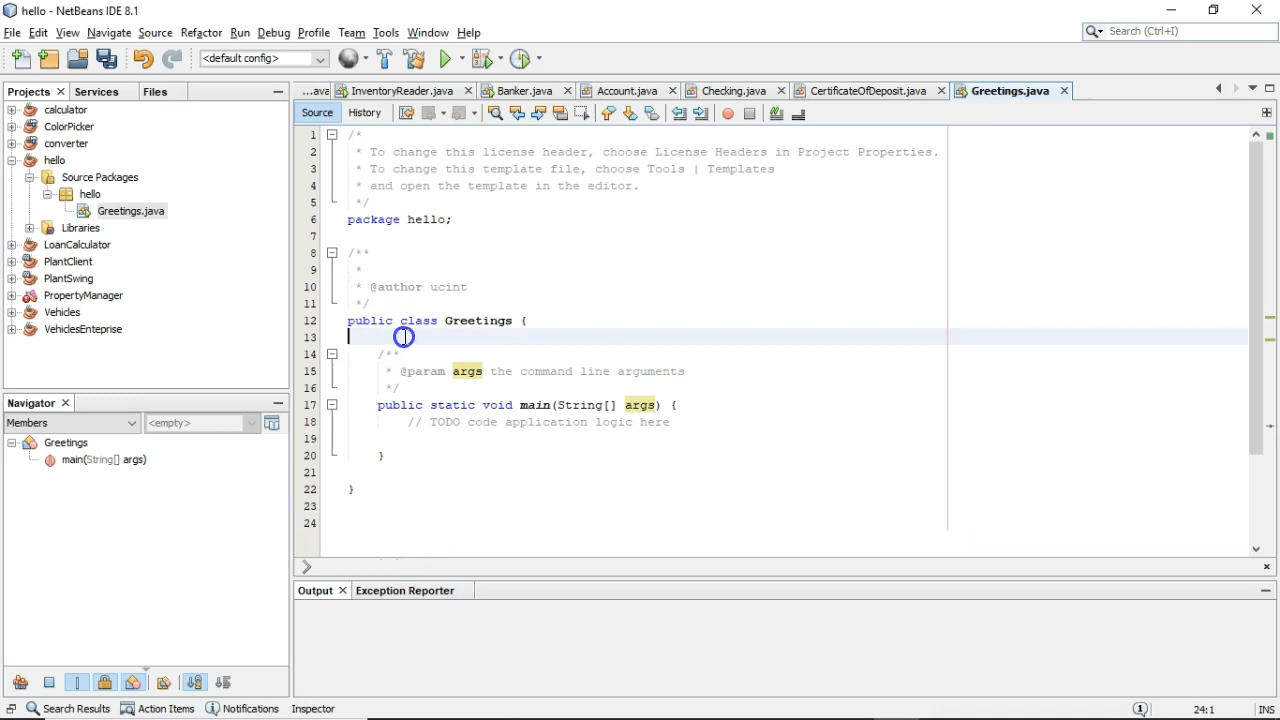 hello - NetBeans IDE 8.1
File Edit View Navigate Source Refactor Run Debug Profile Team Tools Window Help
Search (Ctrl+I)
<default config>
Projects Services Files
...ava InventoryReader.java Banker.java Account.java Checking.java CertificateOfDeposit.java Greetings.java
Source History
calculator
ColorPicker
converter
hello
Source Packages
hello
Greetings.java
Libraries
LoanCalculator
PlantClient
PlantSwing
PropertyManager
Vehicles
VehiclesEnteprise
1 /*
2 * To change this license header, choose License Headers in Project Properties.
3 * To change this template file, choose Tools | Templates
4 * and open the template in the editor.
5 */
6 package hello;
7
8 /**
9 *
10 * @author ucint
11 */
12 public class Greetings {
13
14 /**
15 * @param args the command line arguments
16 */
17 public static void main(String[] args) {
18 // TODO code application logic here
19
20 }
21
22 }
23
24
Navigator
Members <empty>
Greetings
main(String[] args)
Output Exception Reporter
Search Results Action Items Notifications Inspector
24:1 INS